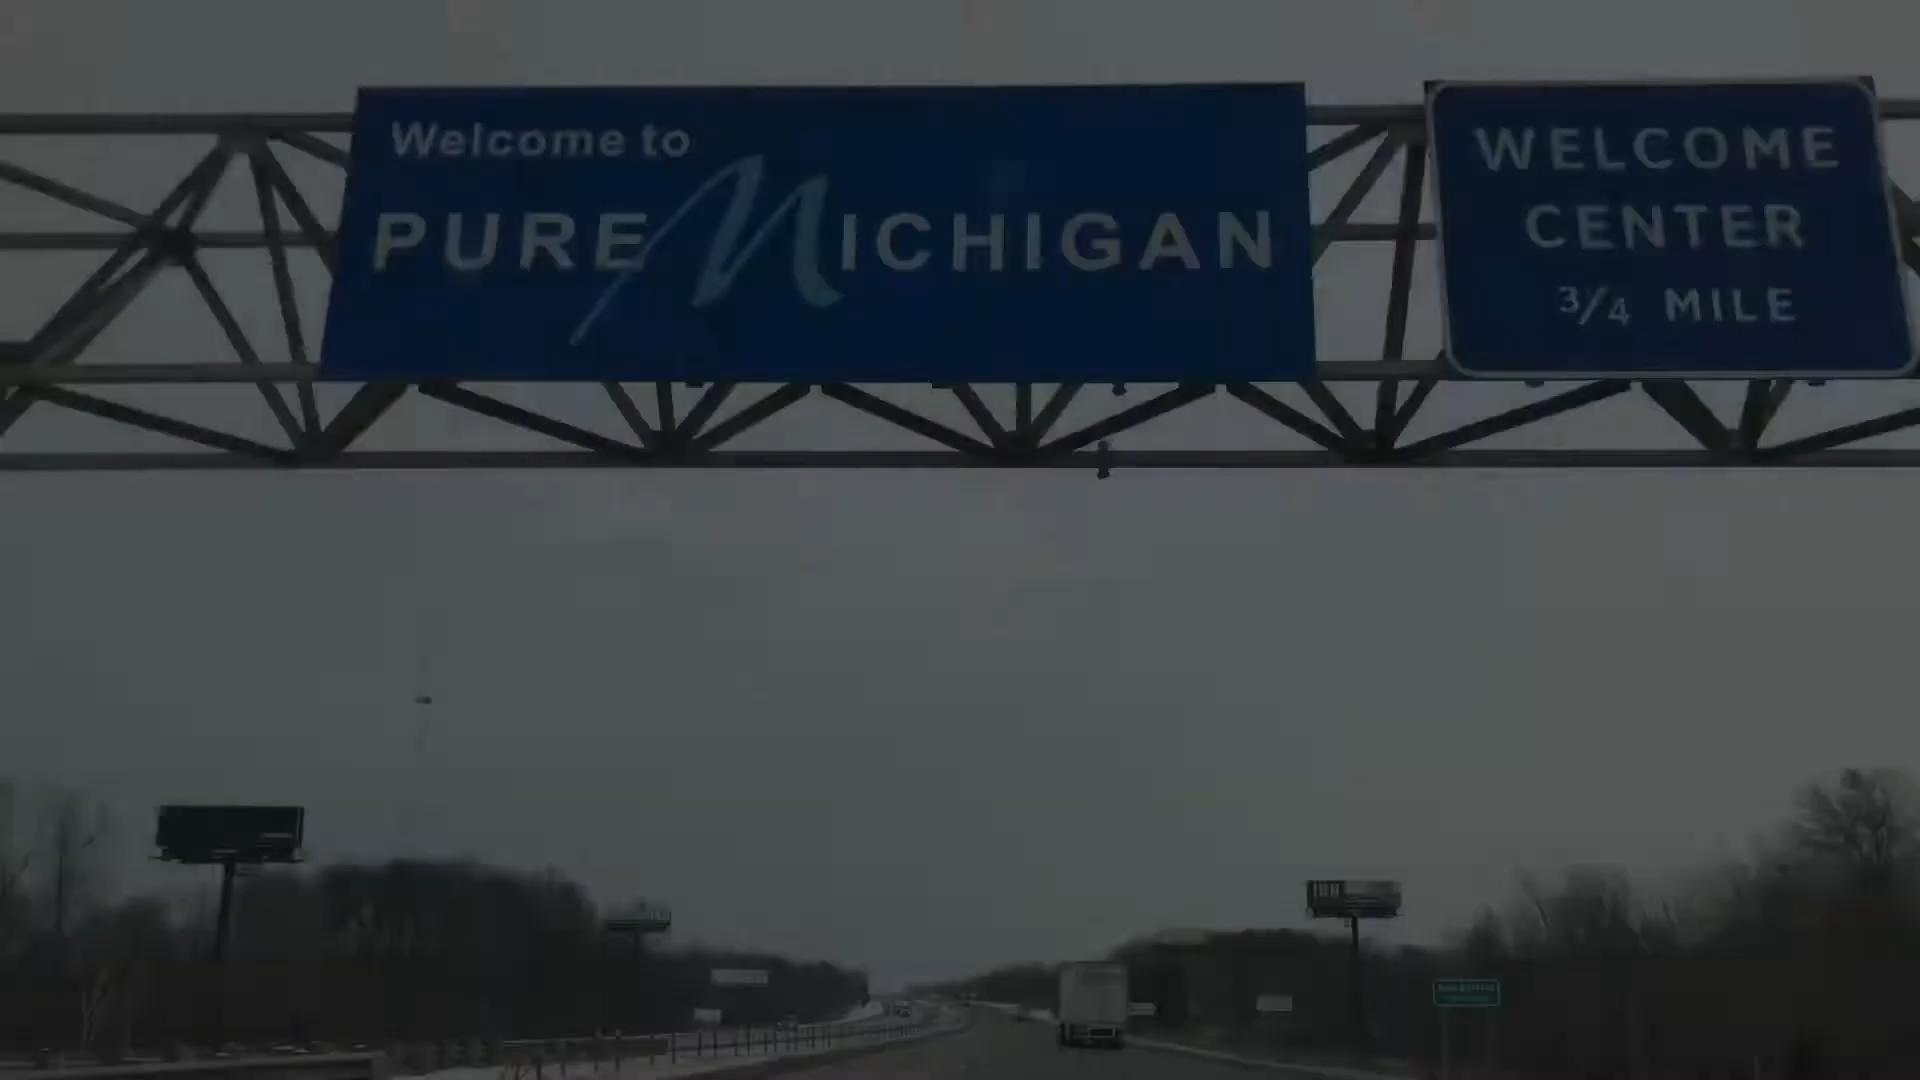 Welcome to
PURE MICHIGAN
WELCOME
CENTER
3/4 MILE